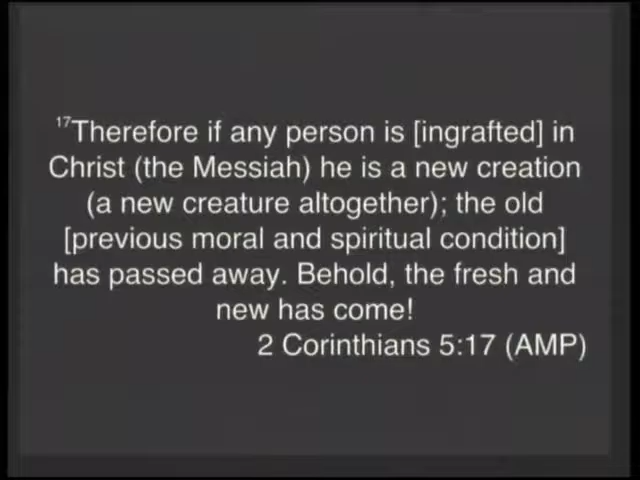 17Therefore if any person is [ingrafted] in
Christ (the Messiah) he is a new creation
(a new creature altogether); the old
[previous moral and spiritual condition]
has passed away. Behold, the fresh and
new has come!
2 Corinthians 5:17 (AMP)